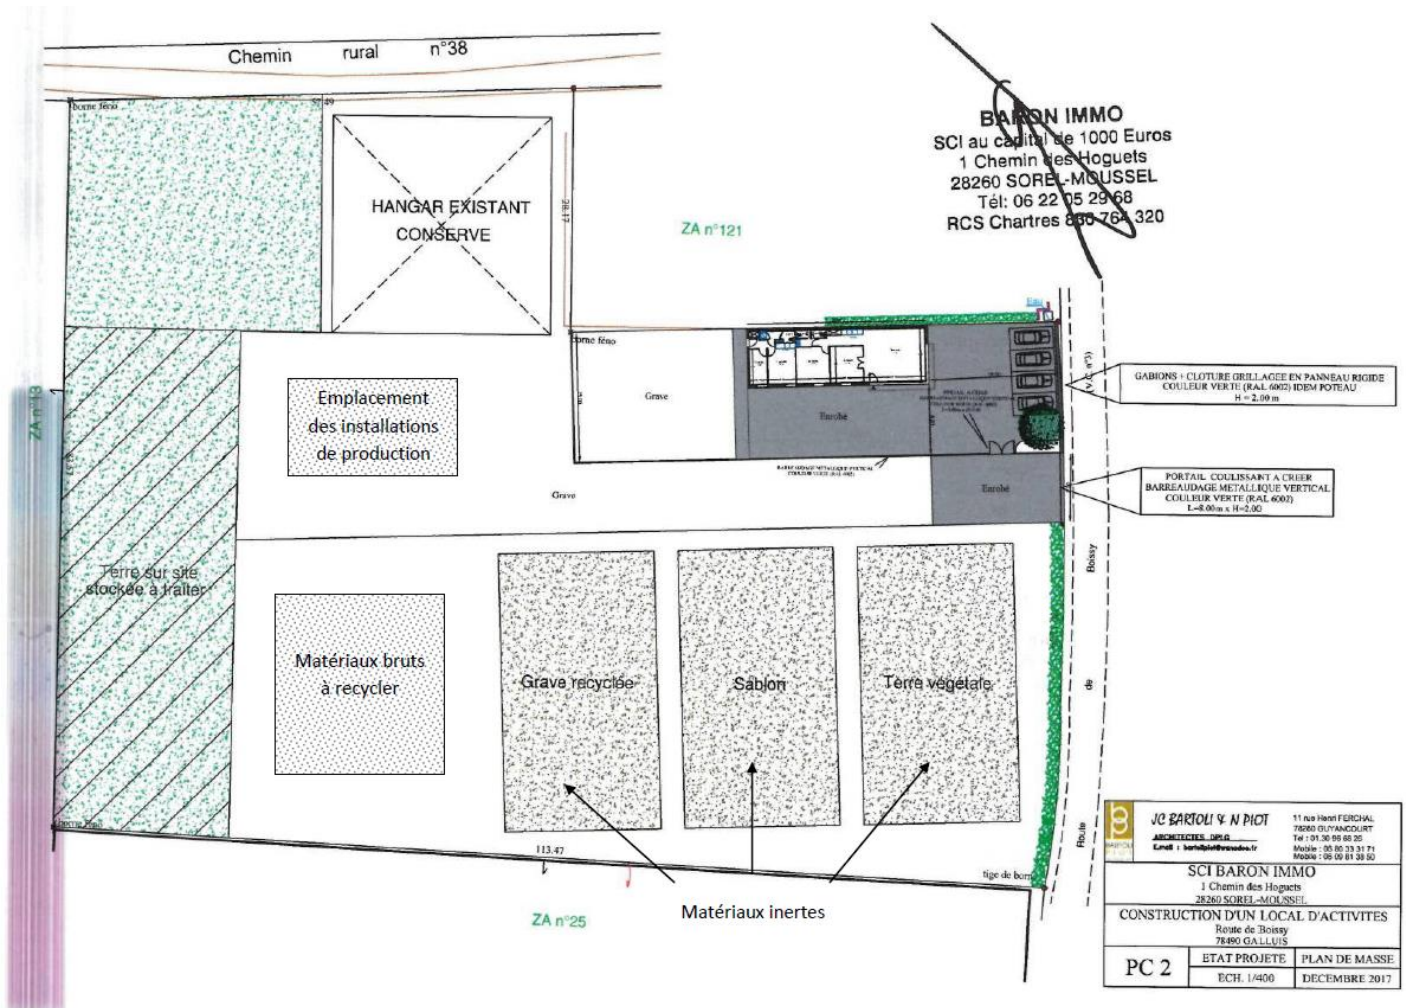 Chemin rural n°38
borne féno
49
BARON IMMO
SCI au capital de 1000 Euros
1 Chemin des Hoguets
28260 SOREL-MOUSSEL
Tél: 06 22 05 29 68
RCS Chartres 320
HANGAR EXISTANT
CONSERVE
28.17
ZA n°121
Eau
borne féno
Emplacement
des installations
de production
Grave
Enrobé
(V.C. n°5)
GABIONS + CLOTURE GRILLAGEE EN PANNEAU RIGIDE
COULEUR VERTE (RAL 6002) IDEM POTEAU
H = 2.00 m
ZA n°13
Grave
Enrobé
PORTAIL COULISSANT A CREER
BARREAUDAGE METALLIQUE VERTICAL
COULEUR VERTE (RAL 6002)
L=8.00m x H=2.00
Terre sur site
stockée à traiter
Matériaux bruts
à recycler
Grave recyclée
Sablon
Terre végétale
Route de Boissy
borne féno
113.47
tige de born
Matériaux inertes
ZA n°25
JC BARTOLI & N PIOT
ARCHITECTES DPLG
11 rue Henri FERCHAL
78280 GUYANCOURT
SCI BARON IMMO
1 Chemin des Hoguets
28260 SOREL-MOUSSEL
CONSTRUCTION D'UN LOCAL D'ACTIVITES
Route de Boissy
78490 GALLUIS
PC 2
ETAT PROJETE
PLAN DE MASSE
ECH. 1/400
DECEMBRE 2017